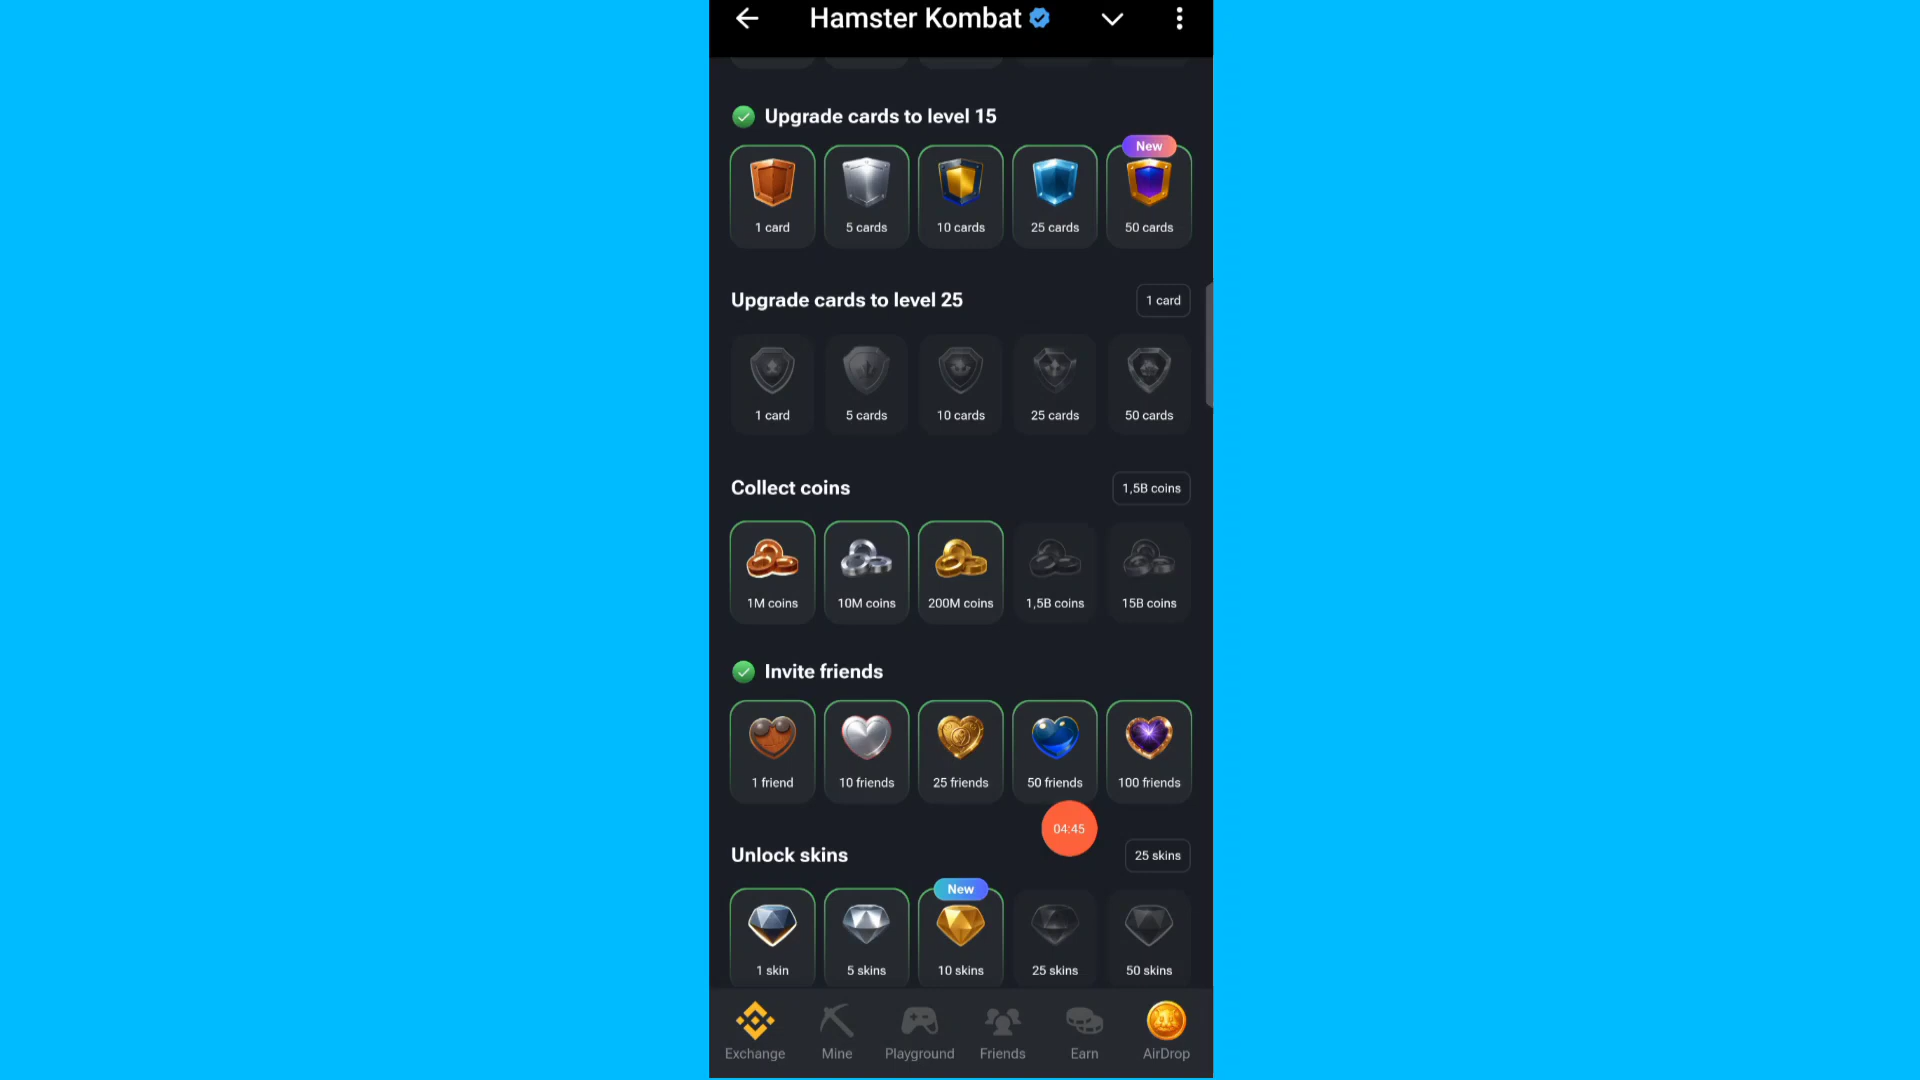 Hamster Kombat
Upgrade cards to level 15
New
1 card 5 cards 10 cards 25 cards 50 cards
Upgrade cards to level 25 1 card
1 card 5 cards 10 cards 25 cards 50 cards
Collect coins 1,5B coins
1M coins 10M coins 200M coins 1,5B coins 15B coins
Invite friends
1 friend 10 friends 25 friends 50 friends 100 friends
04:45
Unlock skins 25 skins
New
1 skin 5 skins 10 skins 25 skins 50 skins
Exchange Mine Playground Friends Earn AirDrop